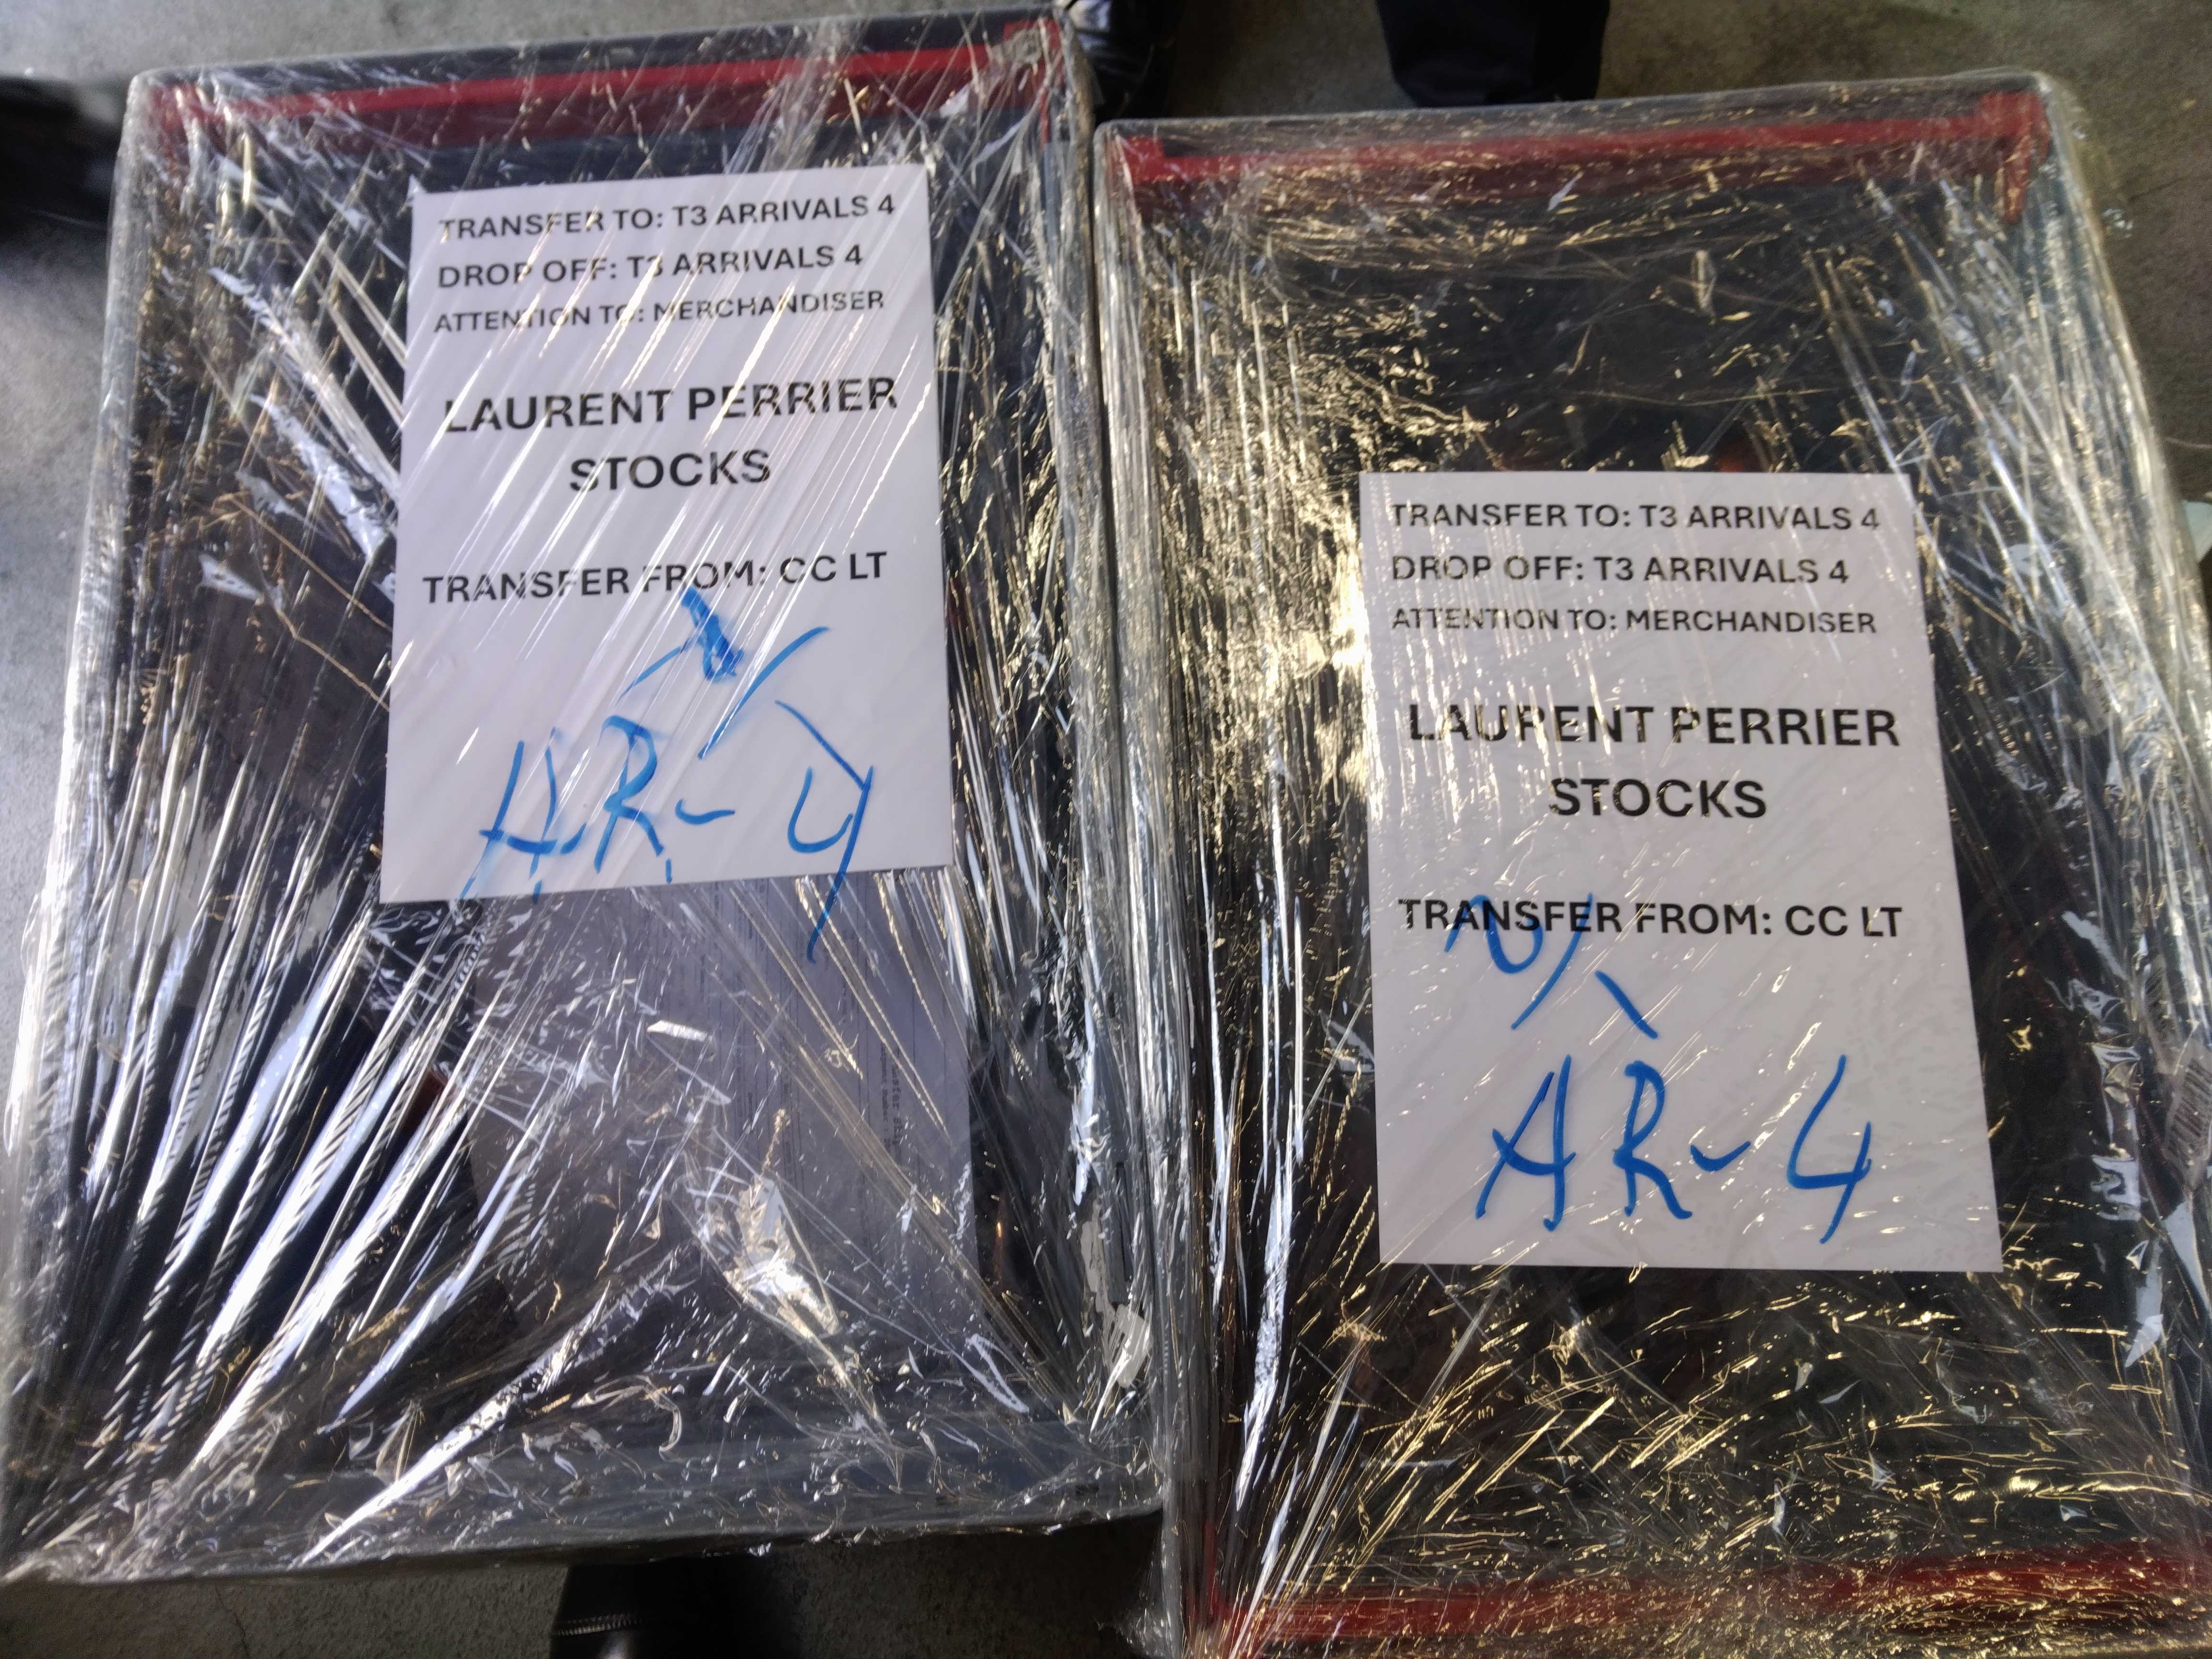 TRANSFER TO: T3 ARRIVALS 4
DROP OFF: T3 ARRIVALS 4
ATTENTION TO: MERCHANDISER
LAURENT PERRIER
STOCKS
TRANSFER FROM: CC LT
AR-4
TRANSFER TO: T3 ARRIVALS 4
DROP OFF: T3 ARRIVALS 4
ATTENTION TO: MERCHANDISER
LAURENT PERRIER
STOCKS
TRANSFER FROM: CC LT
AR-4